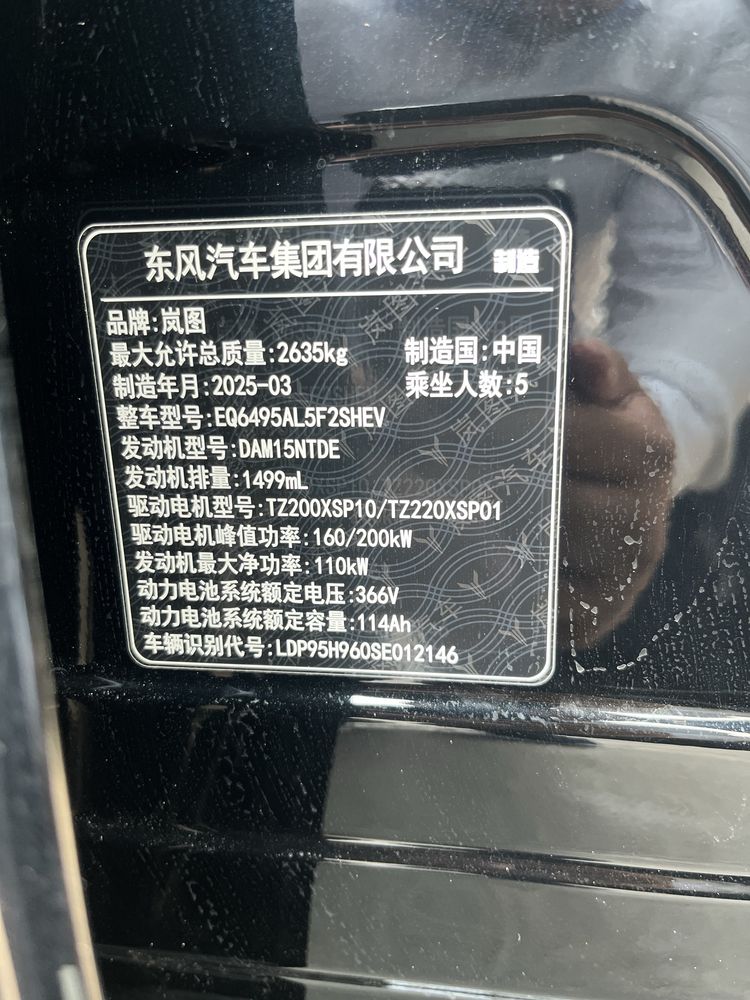 东风汽车集团有限公司 制造
品牌:岚图
最大允许总质量:2635kg 制造国:中国
制造年月:2025-03 乘坐人数:5
整车型号:EQ6495AL5F2SHEV
发动机型号:DAM15NTDE
发动机排量:1499mL
驱动电机型号:TZ200XSP10/TZ220XSP01
驱动电机峰值功率:160/200kW
发动机最大净功率:110kW
动力电池系统额定电压:366V
动力电池系统额定容量:114Ah
车辆识别代号:LDP95H960SE012146